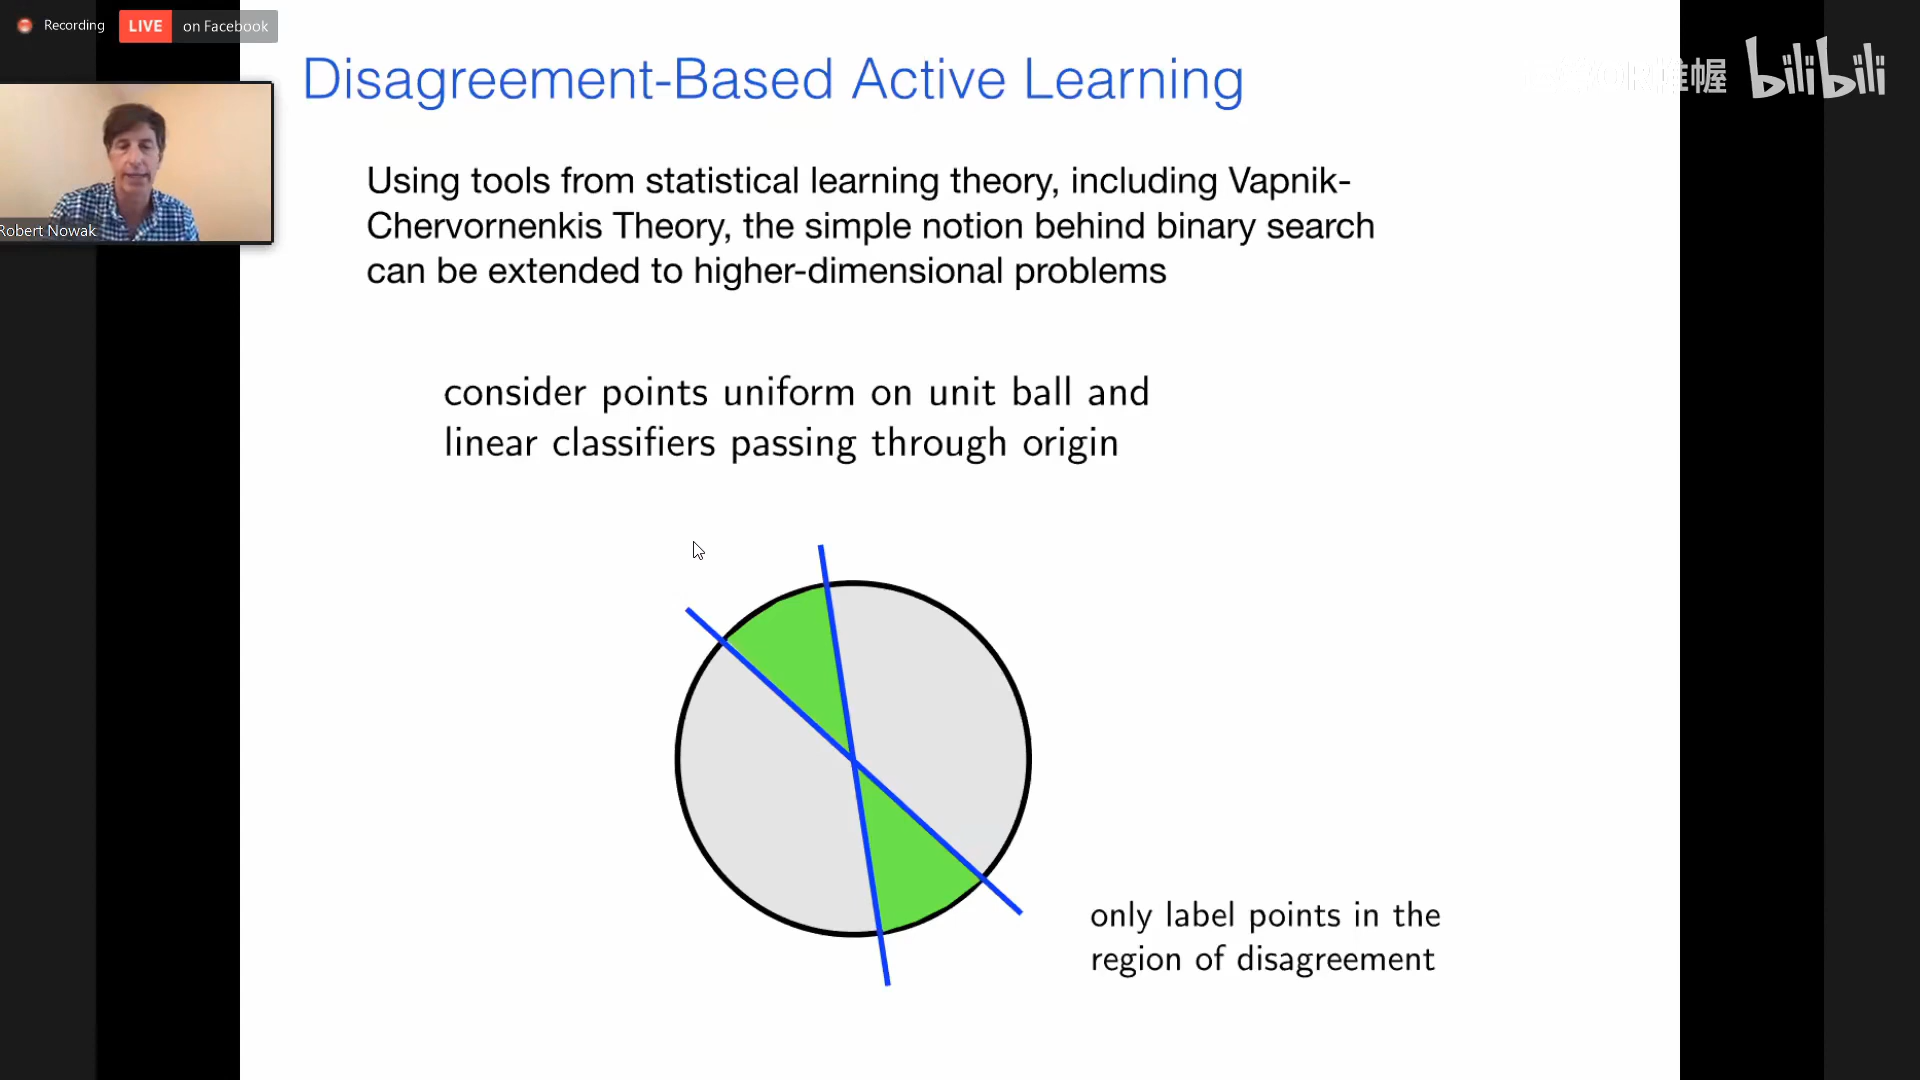 Recording
LIVE on Facebook
Disagreement-Based Active Learning
bilibili
Using tools from statistical learning theory, including Vapnik-
Chervornenkis Theory, the simple notion behind binary search
can be extended to higher-dimensional problems
Robert Nowak
consider points uniform on unit ball and
linear classifiers passing through origin
only label points in the
region of disagreement